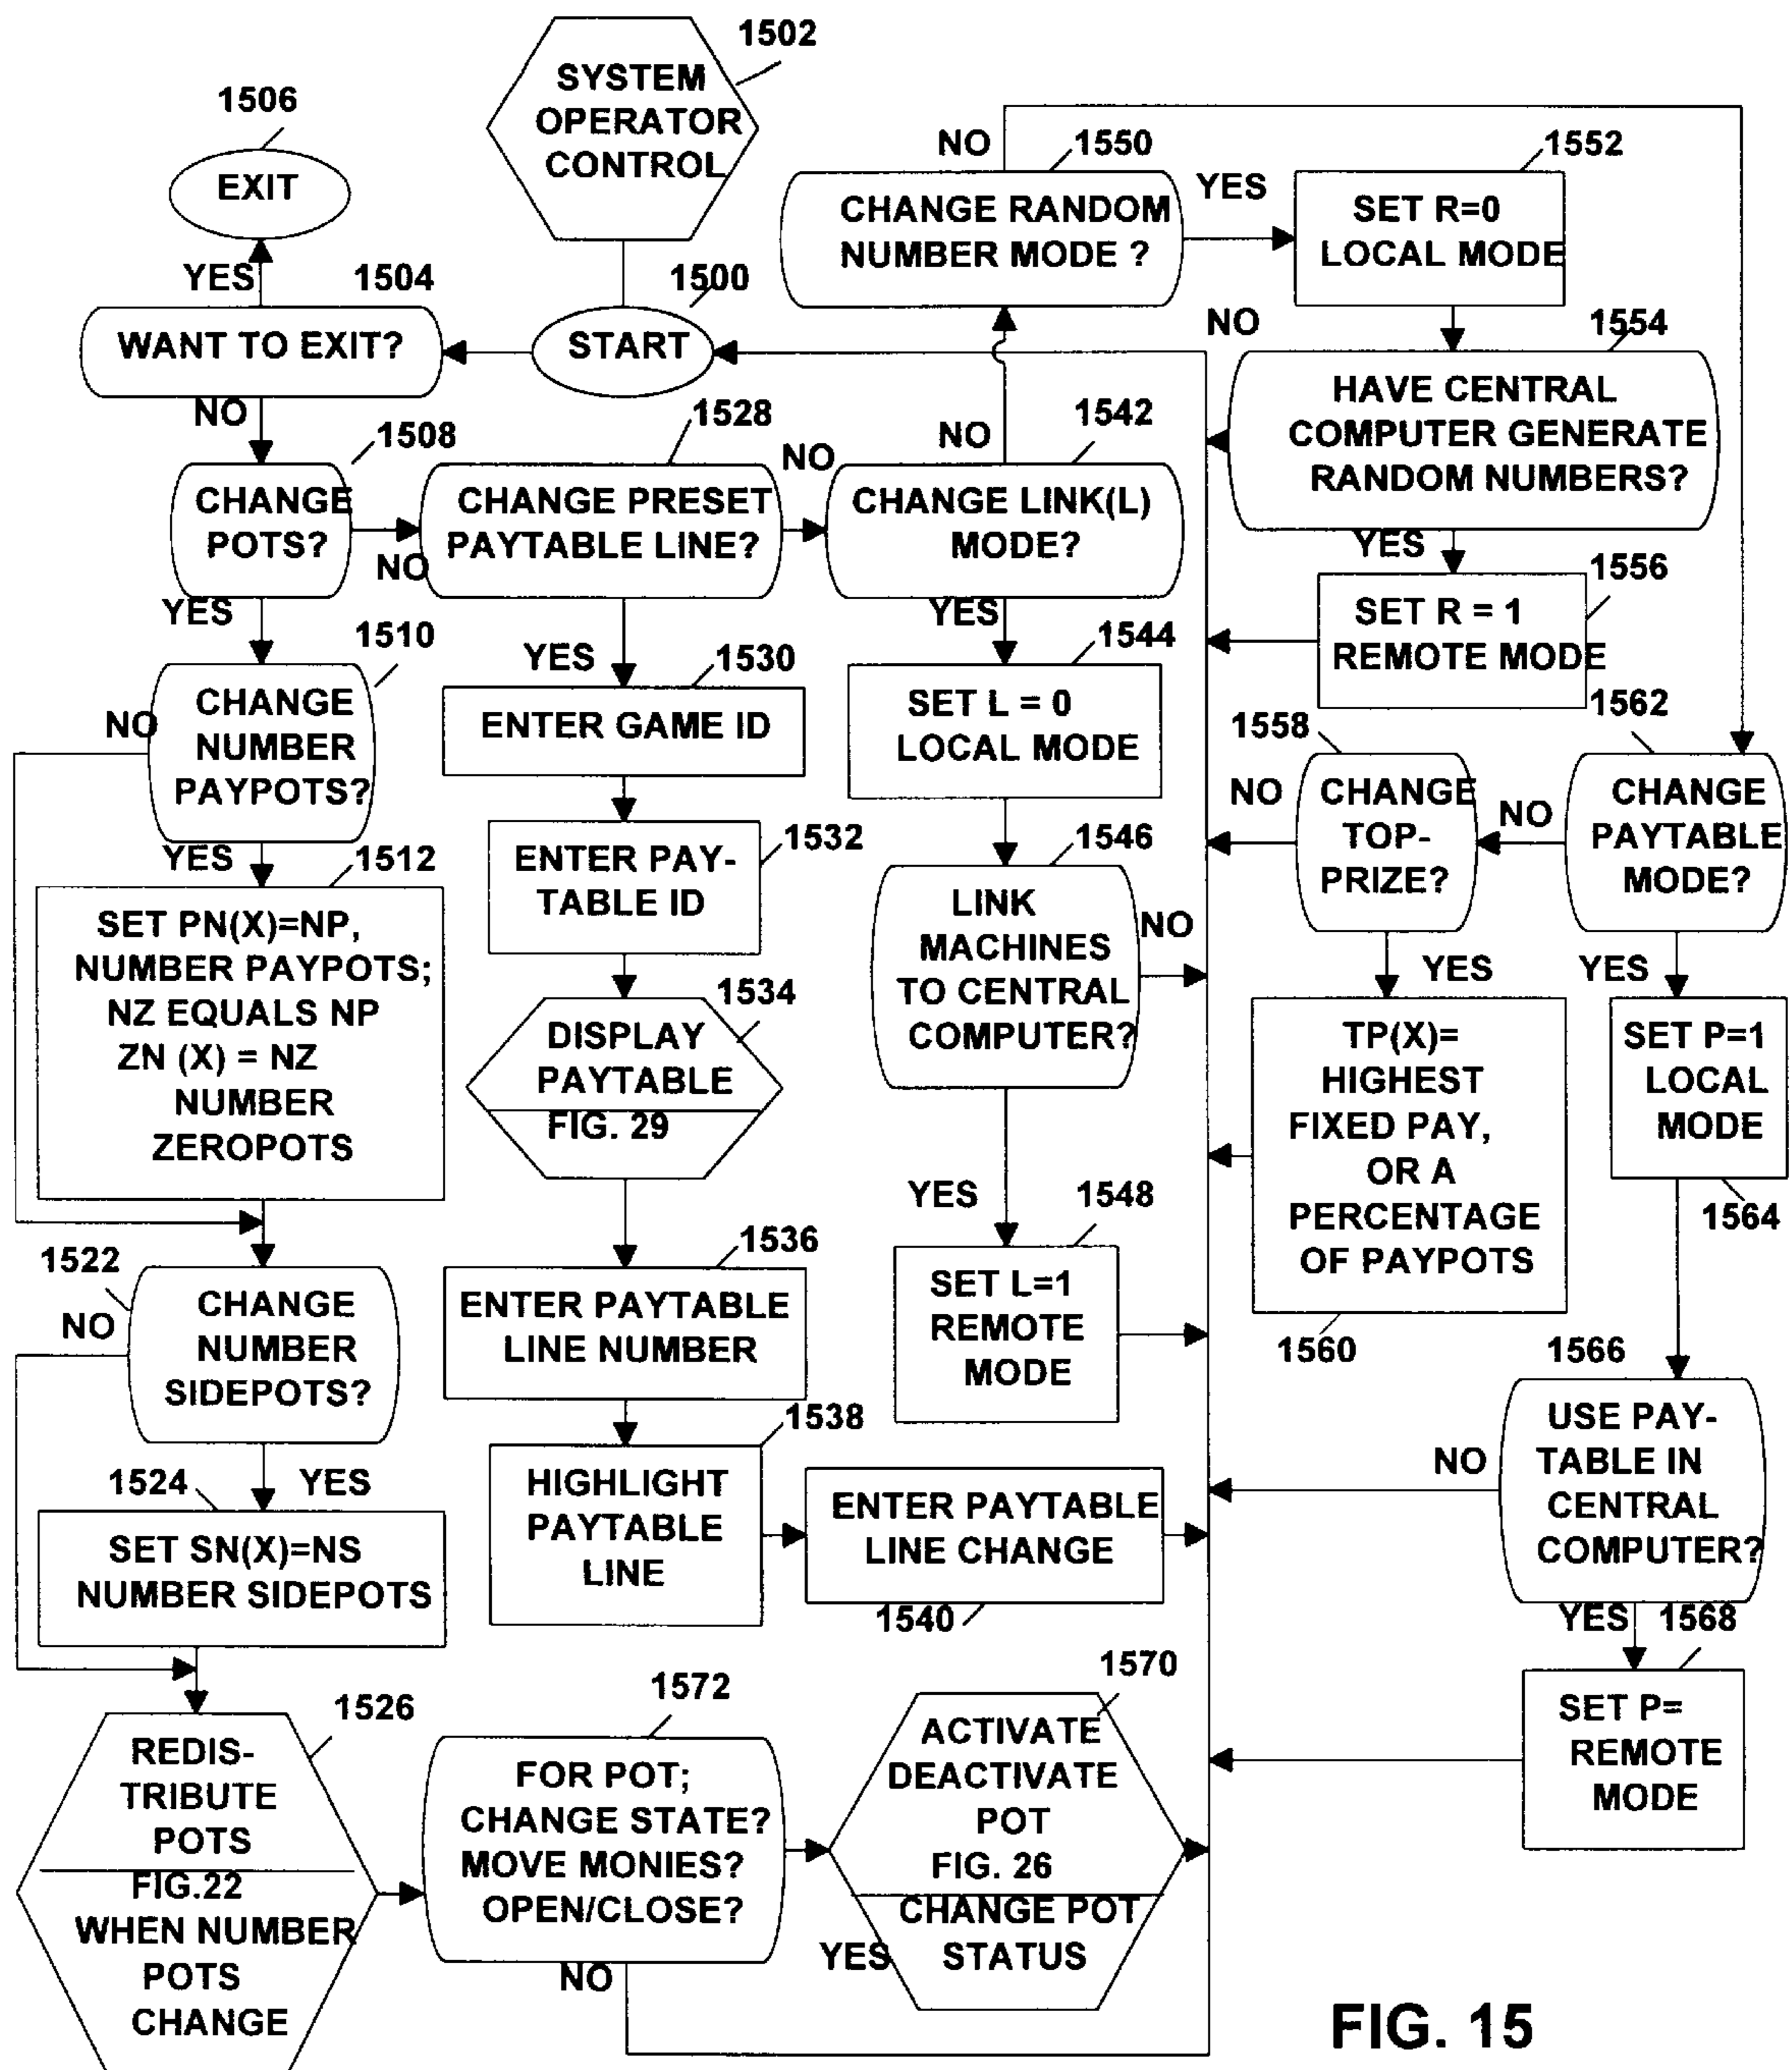 1502
SYSTEM
OPERATOR
CONTROL
1506
EXIT
YES
1504
WANT TO EXIT?
1500
START
NO
1508
CHANGE
POTS?
NO
YES
1528
CHANGE PRESET
PAYTABLE LINE?
NO
1542
CHANGE LINK(L)
MODE?
NO
YES
NO
1550
CHANGE RANDOM
NUMBER MODE ?
YES
1552
SET R=0
LOCAL MODE
NO
1554
HAVE CENTRAL
COMPUTER GENERATE
RANDOM NUMBERS?
YES
1556
SET R = 1
REMOTE MODE
1510
CHANGE
NUMBER
PAYPOTS?
NO
YES
1512
SET PN(X)=NP,
NUMBER PAYPOTS;
NZ EQUALS NP
ZN (X) = NZ
NUMBER
ZEROPOTS
1522
CHANGE
NUMBER
SIDEPOTS?
NO
YES
1524
SET SN(X)=NS
NUMBER SIDEPOTS
1526
REDIS-
TRIBUTE
POTS
FIG.22
WHEN NUMBER
POTS
CHANGE
YES
1530
ENTER GAME ID
1532
ENTER PAY-
TABLE ID
1534
DISPLAY
PAYTABLE
FIG. 29
1536
ENTER PAYTABLE
LINE NUMBER
1538
HIGHLIGHT
PAYTABLE
LINE
ENTER PAYTABLE
LINE CHANGE
1540
1544
SET L = 0
LOCAL MODE
1546
LINK
MACHINES
TO CENTRAL
COMPUTER?
NO
YES
1548
SET L=1
REMOTE
MODE
1558
CHANGE
TOP-
PRIZE?
NO
YES
TP(X)=
HIGHEST
FIXED PAY,
OR A
PERCENTAGE
OF PAYPOTS
1560
1562
CHANGE
PAYTABLE
MODE?
NO
YES
SET P=1
LOCAL
MODE
1564
1566
USE PAY-
TABLE IN
CENTRAL
COMPUTER?
NO
YES
1568
SET P=
REMOTE
MODE
1572
FOR POT;
CHANGE STATE?
MOVE MONIES?
OPEN/CLOSE?
NO
YES
1570
ACTIVATE
DEACTIVATE
POT
FIG. 26
CHANGE POT
STATUS
FIG. 15